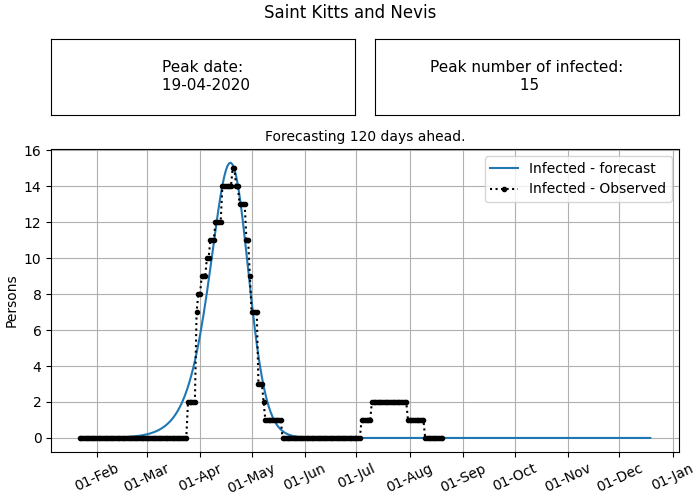 Saint Kitts and Nevis
Peak date:
19-04-2020
Peak number of infected:
15
Forecasting 120 days ahead.
Infected - forecast
Infected - Observed
Persons
16
14
12
10
8
6
4
2
0
01-Feb
01-Mar
01-Apr
01-May
01-Jun
01-Jul
01-Aug
01-Sep
01-Oct
01-Nov
01-Dec
01-Jan